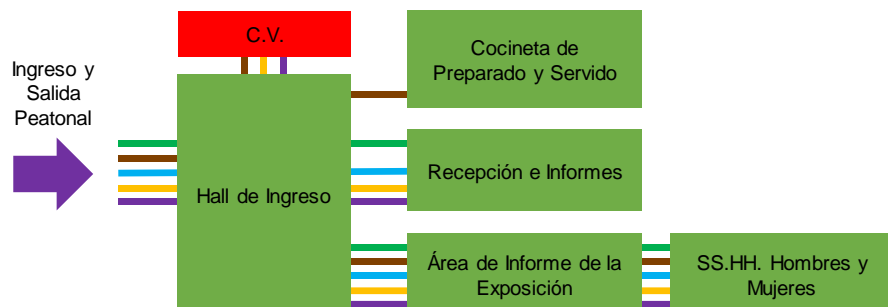 C.V.
Ingreso y
Salida
Peatonal
Hall de Ingreso
Cocineta de
Preparado y Servido
Recepción e Informes
Área de Informe de la
Exposición
SS.HH. Hombres y
Mujeres